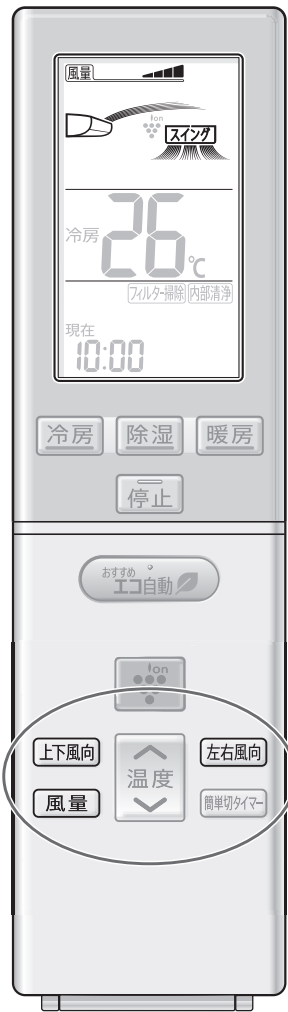 風量
Ion
スイング
冷房 26℃
フィルター掃除 内部清浄
現在
10:00
冷房 除湿 暖房
停止
おすすめ
エコ自動
Ion
上下風向 温度 左右風向
風量 簡単切タイマー